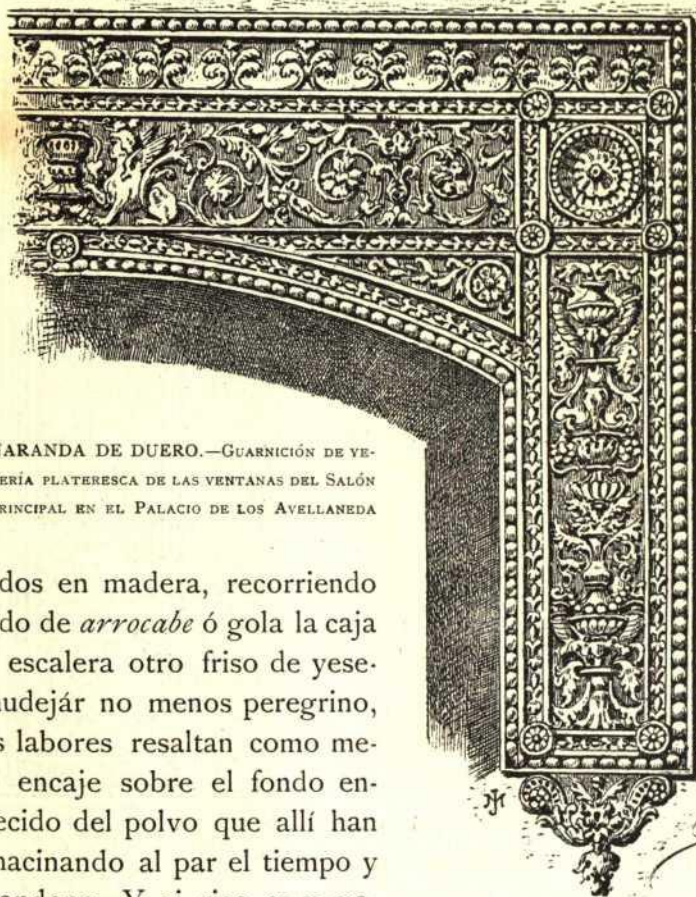 ARANDA DE DUERO.—GUARNICIÓN DE YE-
ERÍA PLATERESCA DE LAS VENTANAS DEL SALÓN
RINCIPAL EN EL PALACIO DE LOS AVELLANEDA
dos en madera, recorriendo
do de arrocabe ó gola la caja
escalera otro friso de yese-
udejár no menos peregrino,
s labores resaltan como me-
encaje sobre el fondo en-
ecido del polvo que allí han
acinando al par el tiempo y